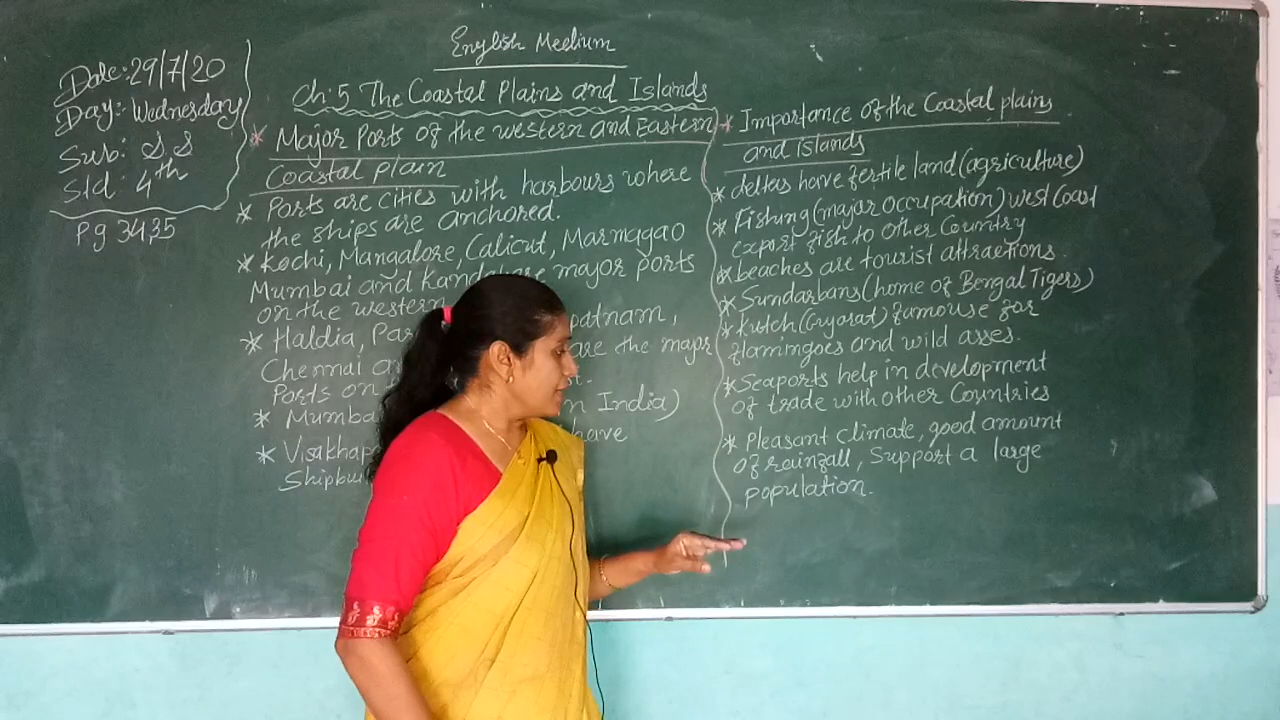 English Medium
Date:29/7/20
Day:- Wednesday
Sub: S S
Std: 4th
Pg 34,35
Ch:5 The Coastal Plains and Islands
* Major Ports of the western and Eastern
Coastal plain
* Ports are cities with harbours where
the ships are anchored.
* Kochi, Mangalore, Calicut, Marmagao
Mumbai and major ports
on the western
* Haldia, patnam,
Chennai are the major
Ports on
* Mumba n India)
* Visakhap have
Shipbui
* Importance of the Coastal plains
and islands
* deltas have fertile land (agriculture)
* Fishing (major occupation) west Coast
export fish to other Country
* beaches are tourist attractions.
* Sundarbans (home of Bengal Tigers)
* Kutch (Gujarat) famouse for
flamingoes and wild asses.
* Seaports help in development
of trade with other Countries
* Pleasant climate, good amount
of rainfall, Support a large
population.